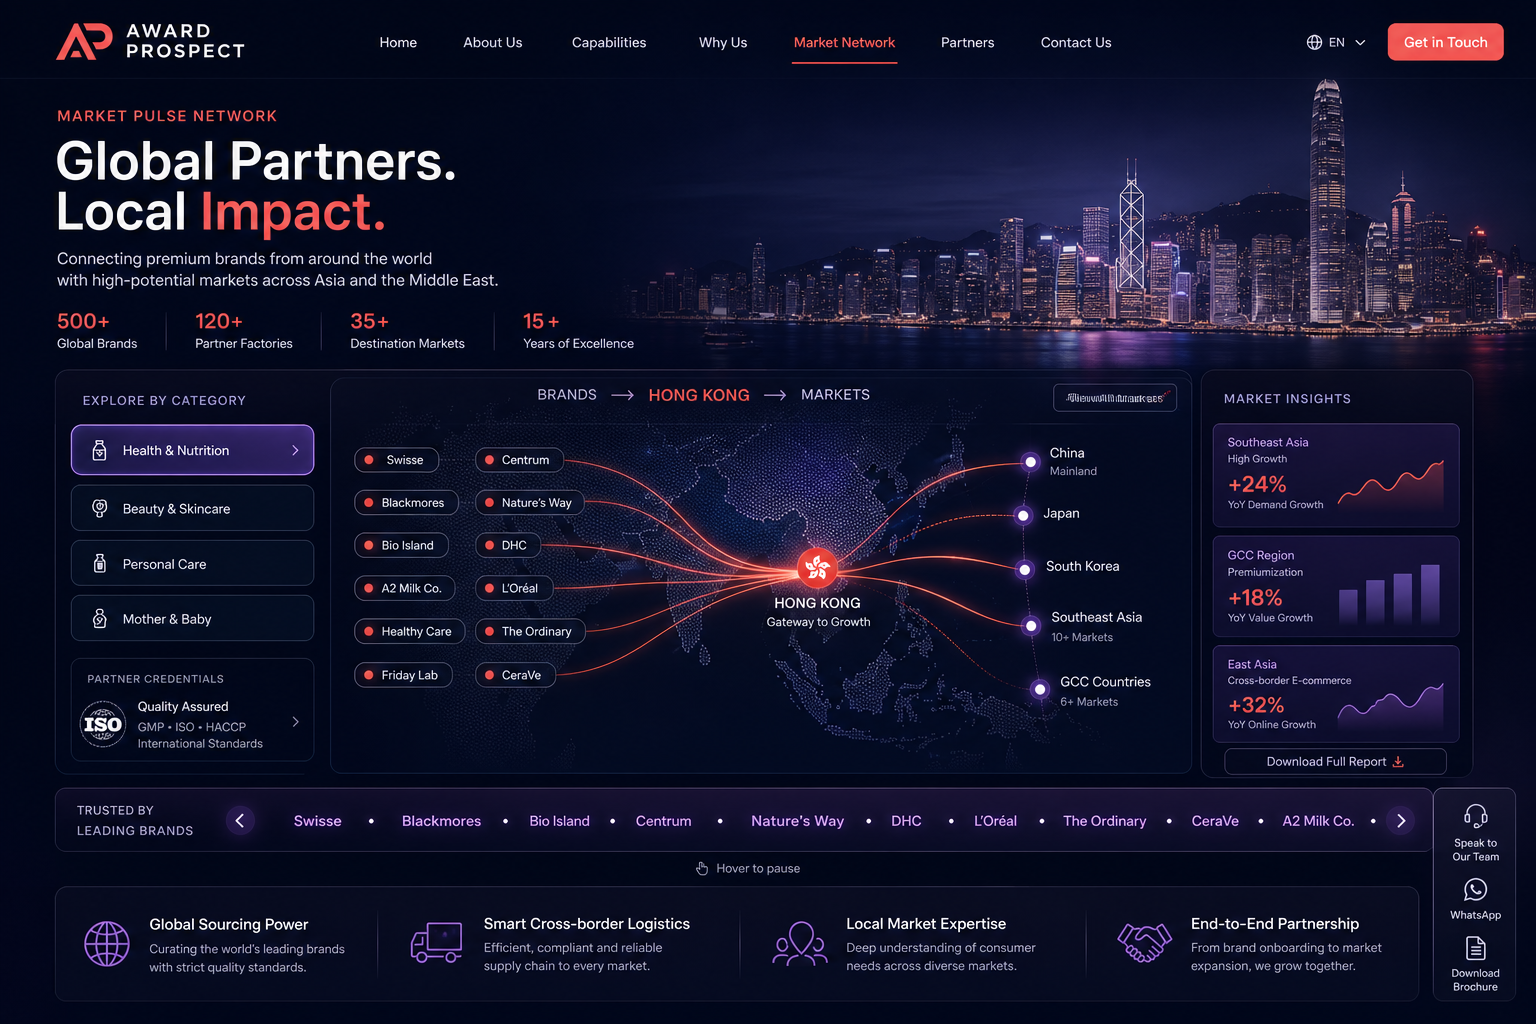 AWARD
PROSPECT
Home
About Us
Capabilities
Why Us
Market Network
Partners
Contact Us
EN
Get in Touch
MARKET PULSE NETWORK
Global Partners.
Local Impact.
Connecting premium brands from around the world
with high-potential markets across Asia and the Middle East.
500+
Global Brands
120+
Partner Factories
35+
Destination Markets
15+
Years of Excellence
EXPLORE BY CATEGORY
Health & Nutrition
Beauty & Skincare
Personal Care
Mother & Baby
PARTNER CREDENTIALS
ISO
Quality Assured
GMP • ISO • HACCP
International Standards
BRANDS → HONG KONG → MARKETS
Swisse
Centrum
Blackmores
Nature's Way
Bio Island
DHC
A2 Milk Co.
L'Oréal
Healthy Care
The Ordinary
Friday Lab
CeraVe
HONG KONG
Gateway to Growth
China
Mainland
Japan
South Korea
Southeast Asia
10+ Markets
GCC Countries
6+ Markets
MARKET INSIGHTS
Southeast Asia
High Growth
+24%
YoY Demand Growth
GCC Region
Premiumization
+18%
YoY Value Growth
East Asia
Cross-border E-commerce
+32%
YoY Online Growth
Download Full Report
TRUSTED BY
LEADING BRANDS
Swisse • Blackmores • Bio Island • Centrum • Nature's Way • DHC • L'Oréal • The Ordinary • CeraVe • A2 Milk Co. •
Hover to pause
Global Sourcing Power
Curating the world's leading brands
with strict quality standards.
Smart Cross-border Logistics
Efficient, compliant and reliable
supply chain to every market.
Local Market Expertise
Deep understanding of consumer
needs across diverse markets.
End-to-End Partnership
From brand onboarding to market
expansion, we grow together.
Speak to
Our Team
WhatsApp
Download
Brochure